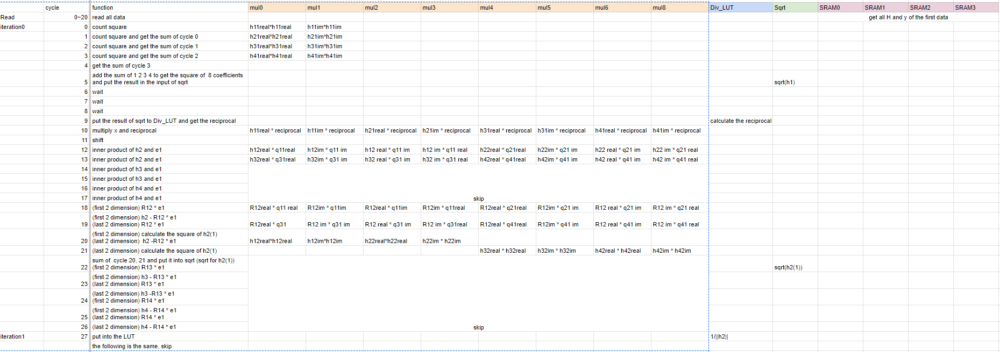 cycle function mul0 mul1 mul2 mul3 mul4 mul5 mul6 mul8 Div_LUT Sqrt SRAM0 SRAM1 SRAM2 SRAM3
Read 0~20 read all data get all H and y of the first data
iteration0 0 count square h11real*h11real h11im*h11im
1 count square and get the sum of cycle 0 h21real*h21real h21im*h21im
2 count square and get the sum of cycle 1 h31real*h31real h31im*h31im
3 count square and get the sum of cycle 2 h41real*h41real h41im*h41im
4 get the sum of cycle 3
add the sum of 1 2 3 4 to get the square of  8 coefficients
5 and put the result in the input of sqrt sqrt(h1)
6 wait
7 wait
8 wait
9 put the result of sqrt to Div_LUT and get the reciprocal calculate the reciprocal
10 multiply x and reciprocal h11real * reciprocal h11im * reciprocal h21real * reciprocal h21im * reciprocal h31real * reciprocal h31im * reciprocal h41real * reciprocal h41im * reciprocal
11 shift
12 inner product of h2 and e1 h12real * q11real h12im * q11 im h12 real * q11 im h12 im * q11 real h22real * q21real h22im * q21 im h22 real * q21 im h22 im * q21 real
13 inner product of h2 and e1 h32real * q31real h32im * q31 im h32 real * q31 im h32 im * q31 real h42real * q41real h42im * q41 im h42 real * q41 im h42 im * q41 real
14 inner product of h3 and e1
15 inner product of h3 and e1
16 inner product of h4 and e1
17 inner product of h4 and e1 skip
18 (first 2 dimension) R12 * e1 R12real * q11 real R12im * q11im R12real * q11im R12im * q11real R12real * q21real R12im * q21 im R12 real * q21 im R12 im * q21 real
(first 2 dimension) h2 - R12 * e1
19 (last 2 dimension) R12 * e1 R12real * q31 R12 im * q31 im R12 real * q31 im R12 im * q31real R12real * q41real R12im * q41 im R12 real * q41 im R12 im * q41 real
(first 2 dimension) calculate the square of h2(1)
20 (last 2 dimension)  h2 -R12 * e1 h12real*h12real h12im*h12im h22real*h22real h22im * h22im
21 (last 2 dimension) calculate the square of h2(1) h32real * h32real h32im * h32im h42real * h42real h42im * h42im
sum of  cycle 20, 21 and put it into sqrt (sqrt for h2(1))
22 (first 2 dimension) R13 * e1 sqrt(h2(1))
(first 2 dimension) h3 - R13 * e1
23 (last 2 dimension) R13 * e1
(last 2 dimension) h3 -R13 * e1
24 (first 2 dimension) R14 * e1
(first 2 dimension) h4 - R14 * e1
25 (last 2 dimension) R14 * e1
26 (last 2 dimension) h4 - R14 * e1 skip
iteration1 27 put into the LUT 1/||h2||
the following is the same, skip